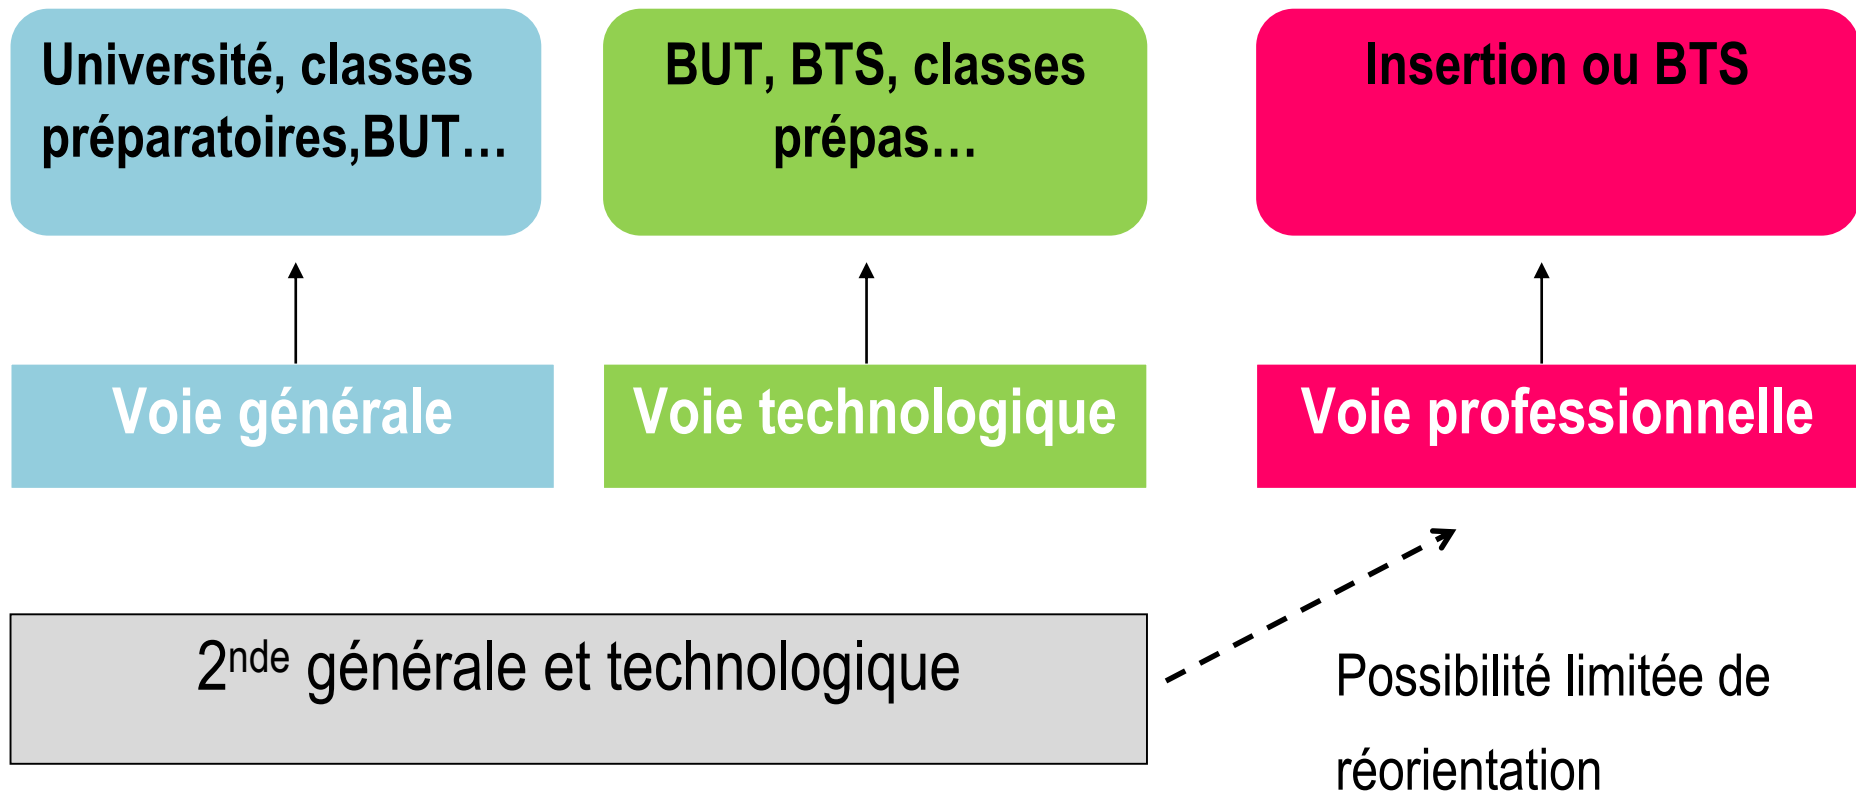 Université, classes
préparatoires,BUT…
BUT, BTS, classes
prépas…
Insertion ou BTS
Voie générale
Voie technologique
Voie professionnelle
2nde générale et technologique
Possibilité limitée de
réorientation